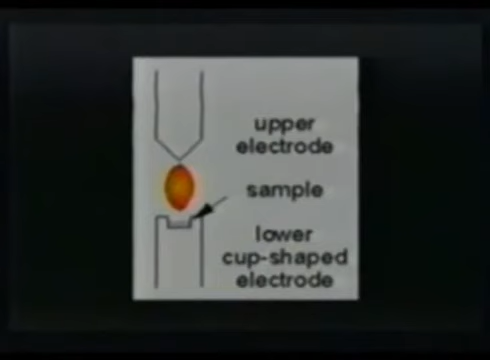 upper
electrode
sample
lower
cup-shaped
electrode